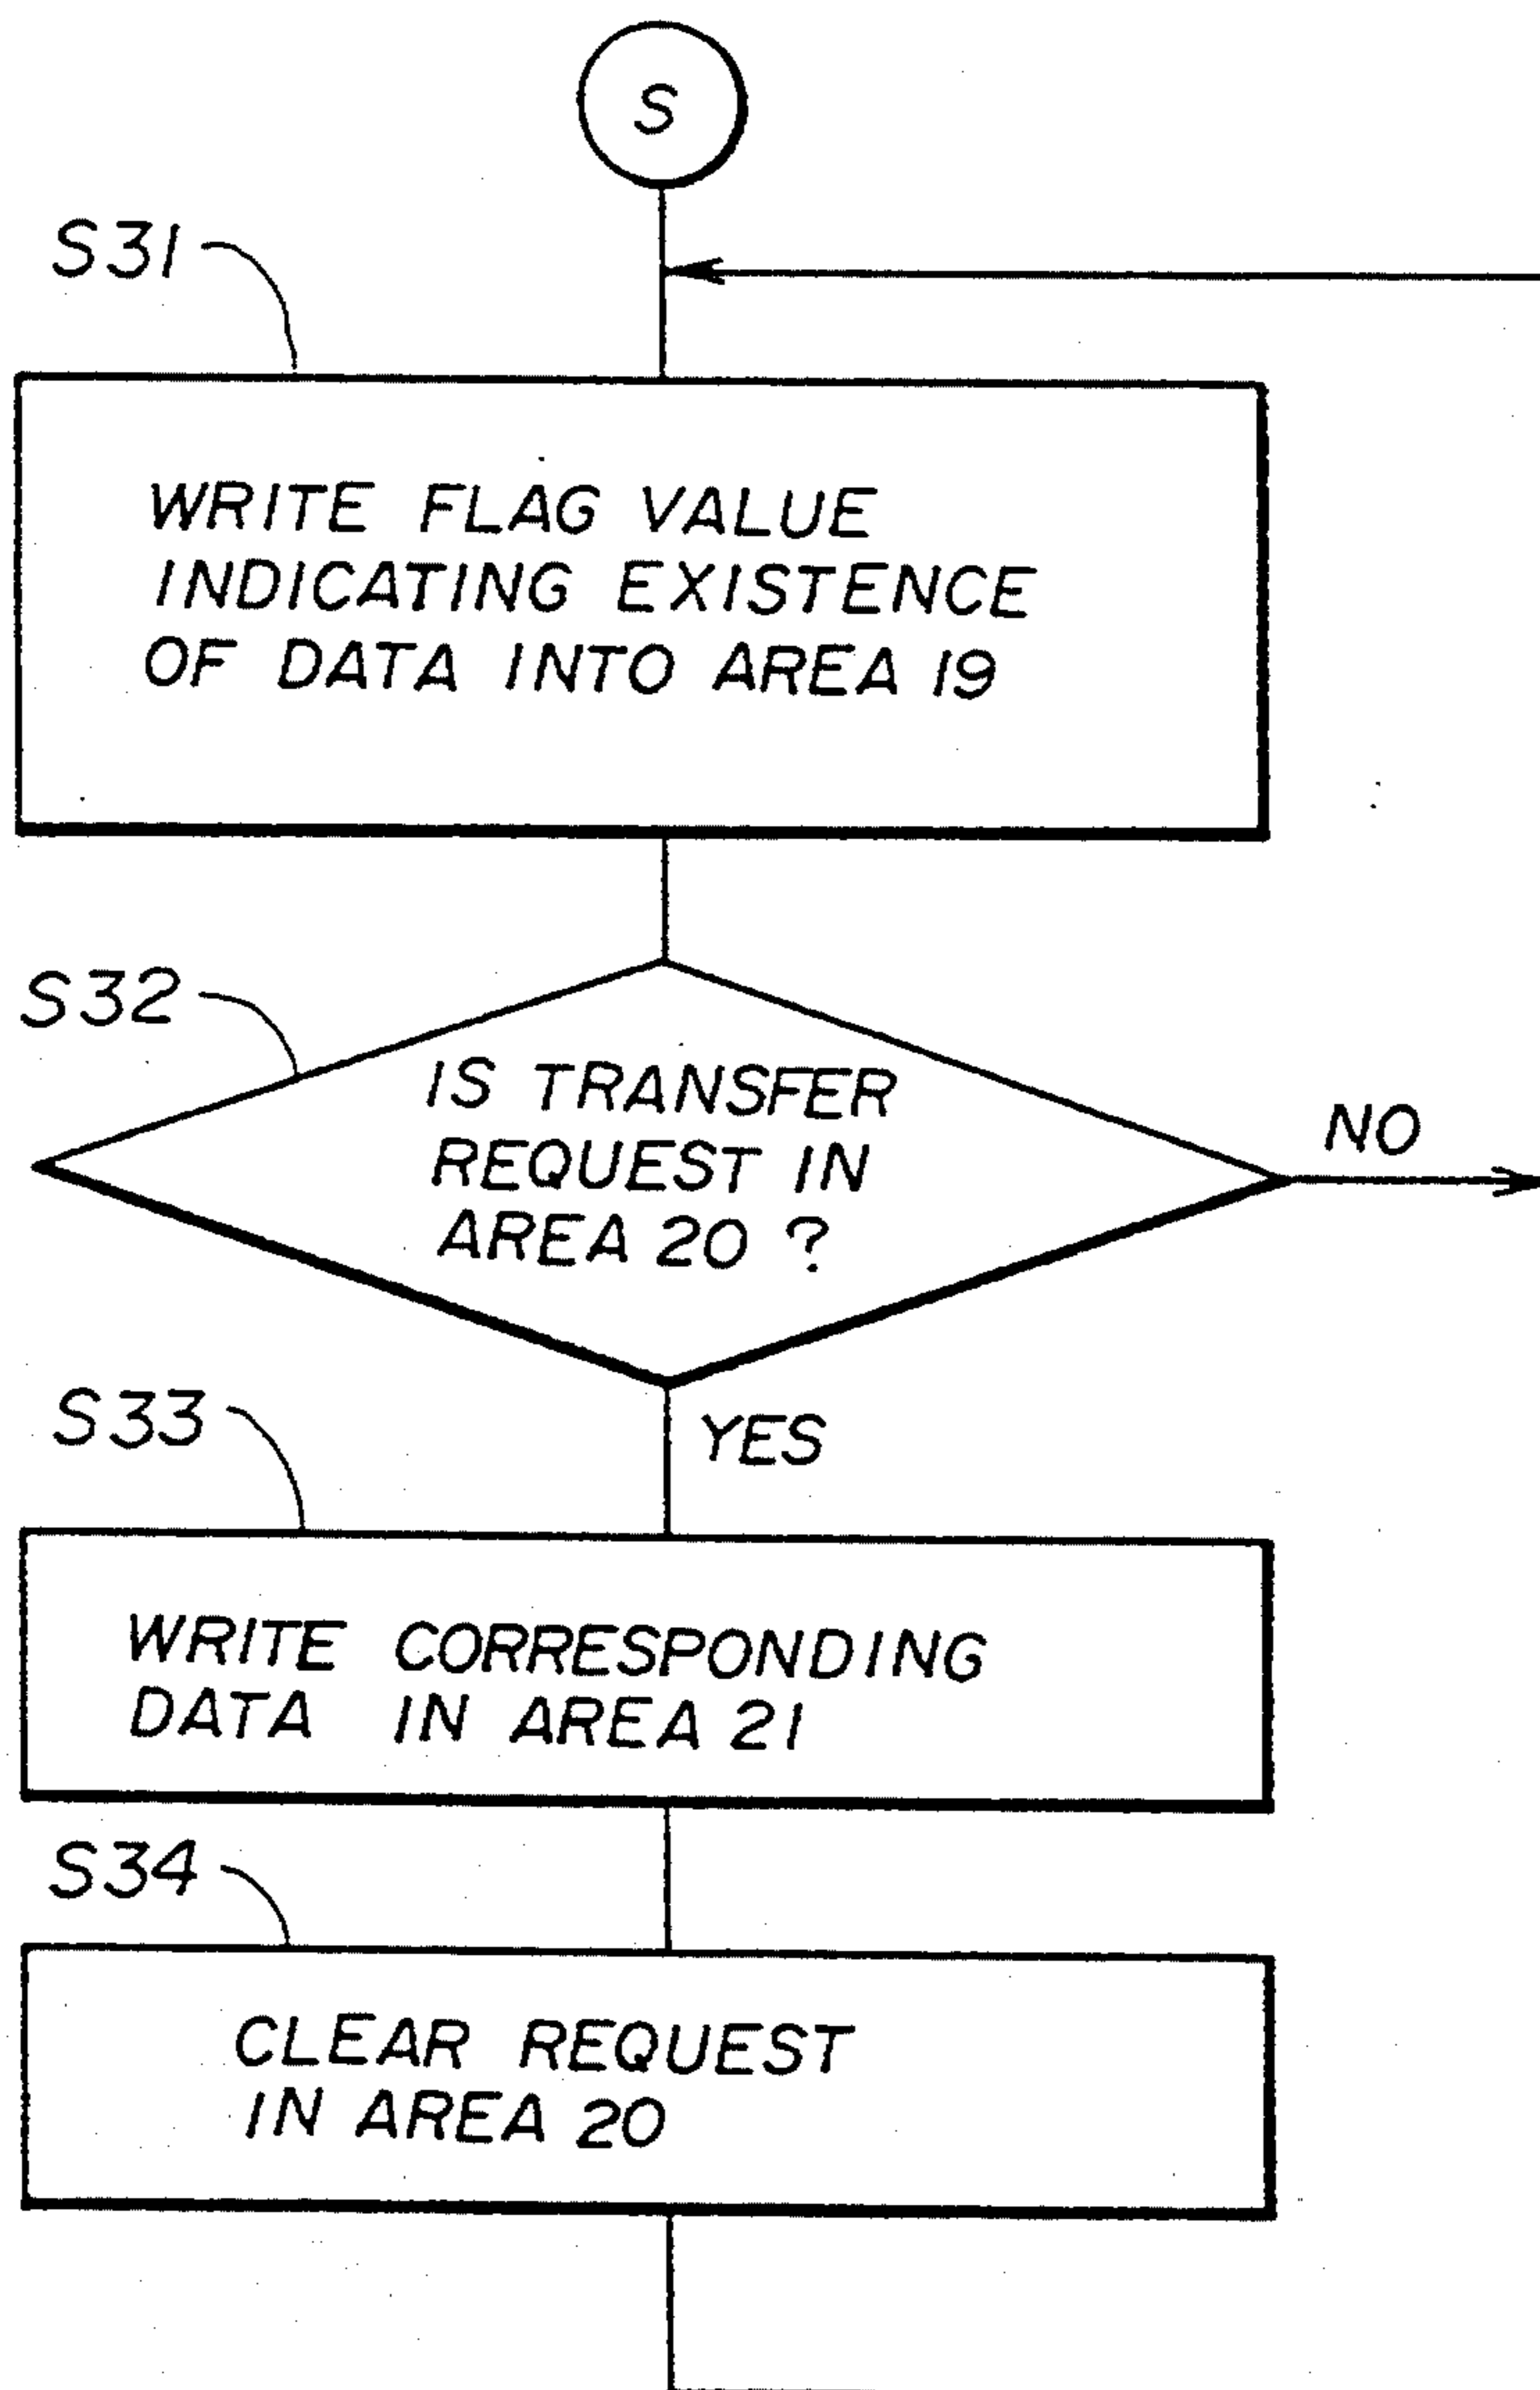 S
S31
WRITE FLAG VALUE
INDICATING EXISTENCE
OF DATA INTO AREA 19
S32
IS TRANSFER
REQUEST IN
AREA 20 ?
NO
S33
YES
WRITE CORRESPONDING
DATA IN AREA 21
S34
CLEAR REQUEST
IN AREA 20